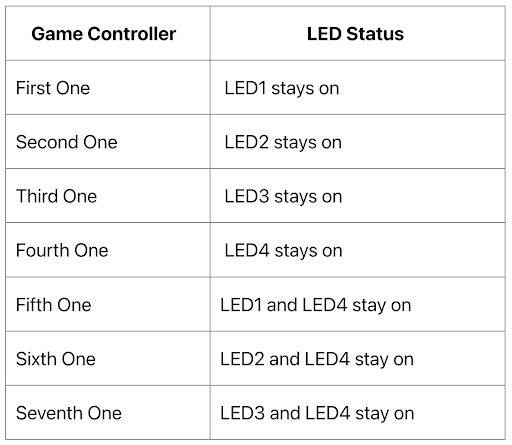 Game Controller LED Status
First One LED1 stays on
Second One LED2 stays on
Third One LED3 stays on
Fourth One LED4 stays on
Fifth One LED1 and LED4 stay on
Sixth One LED2 and LED4 stay on
Seventh One LED3 and LED4 stay on